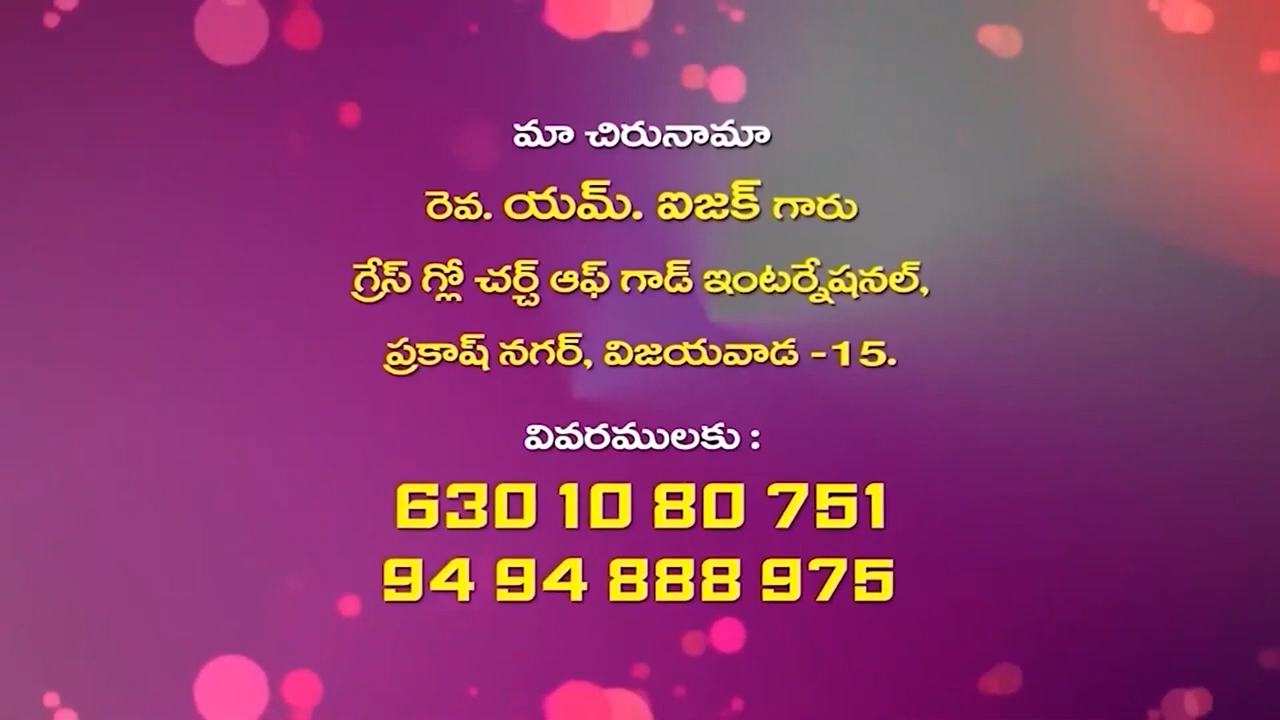 మా చిరునామా
రెవ. యమ్. ఐజక్ గారు
గ్రేస్ గ్లో చర్చ్ ఆఫ్ గాడ్ ఇంటర్నేషనల్,
ప్రకాష్ నగర్, విజయవాడ -15.
వివరములకు :
630 10 80 751
94 94 888 975